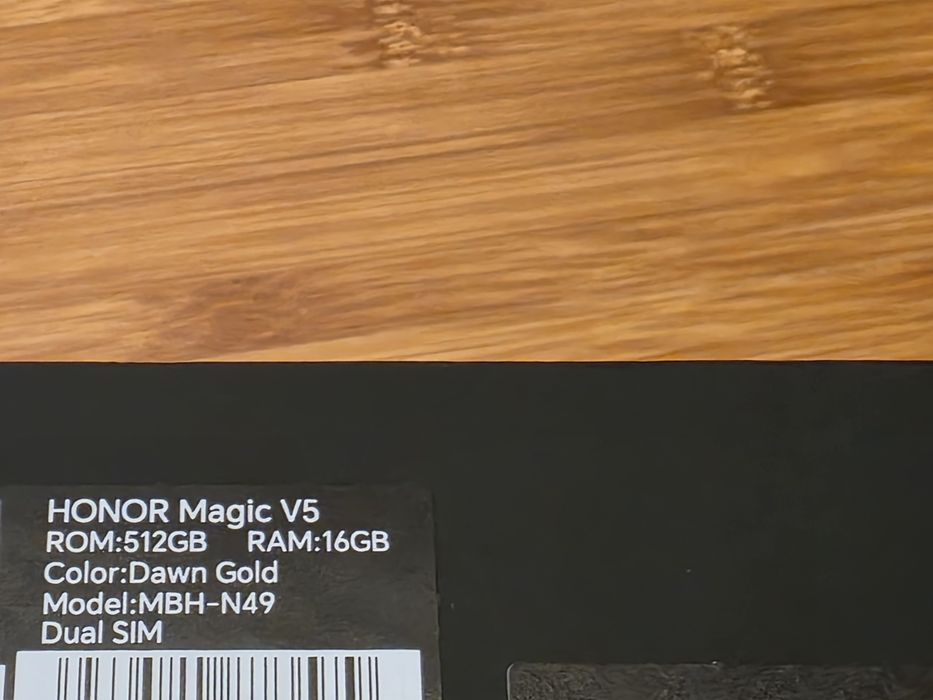 HONOR Magic V5
ROM:512GB RAM:16GB
Color:Dawn Gold
Model:MBH-N49
Dual SIM